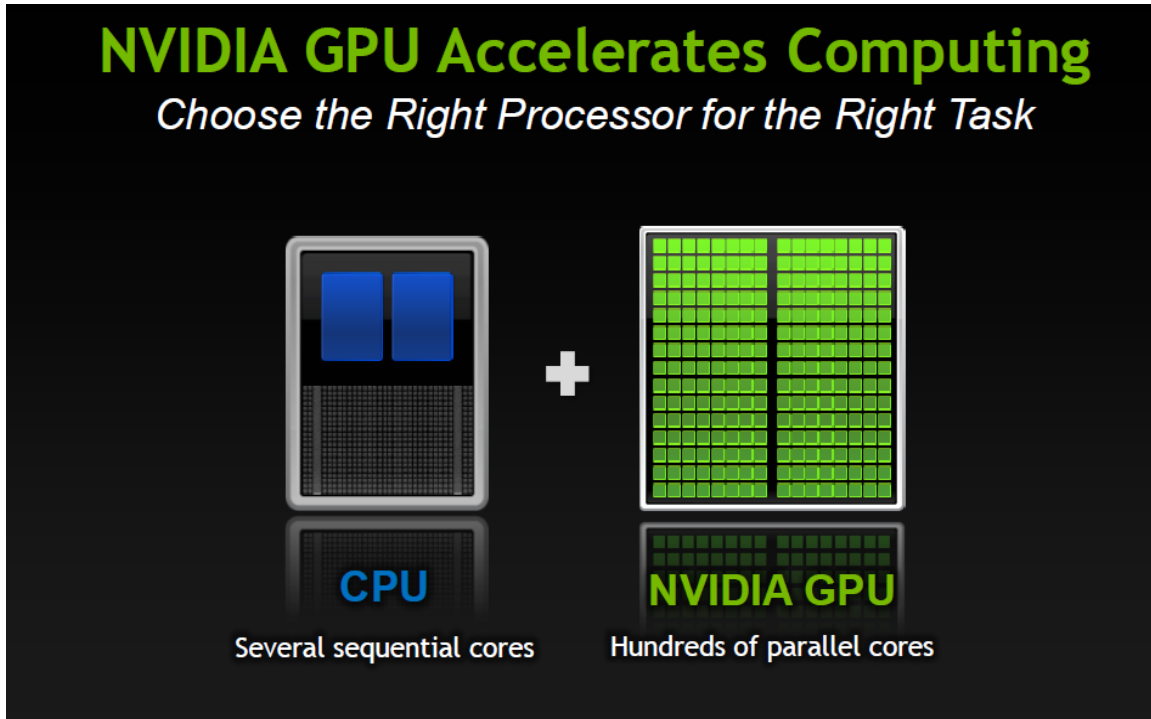 NVIDIA GPU Accelerates Computing
Choose the Right Processor for the Right Task
CPU
NVIDIA GPU
Several sequential cores
Hundreds of parallel cores